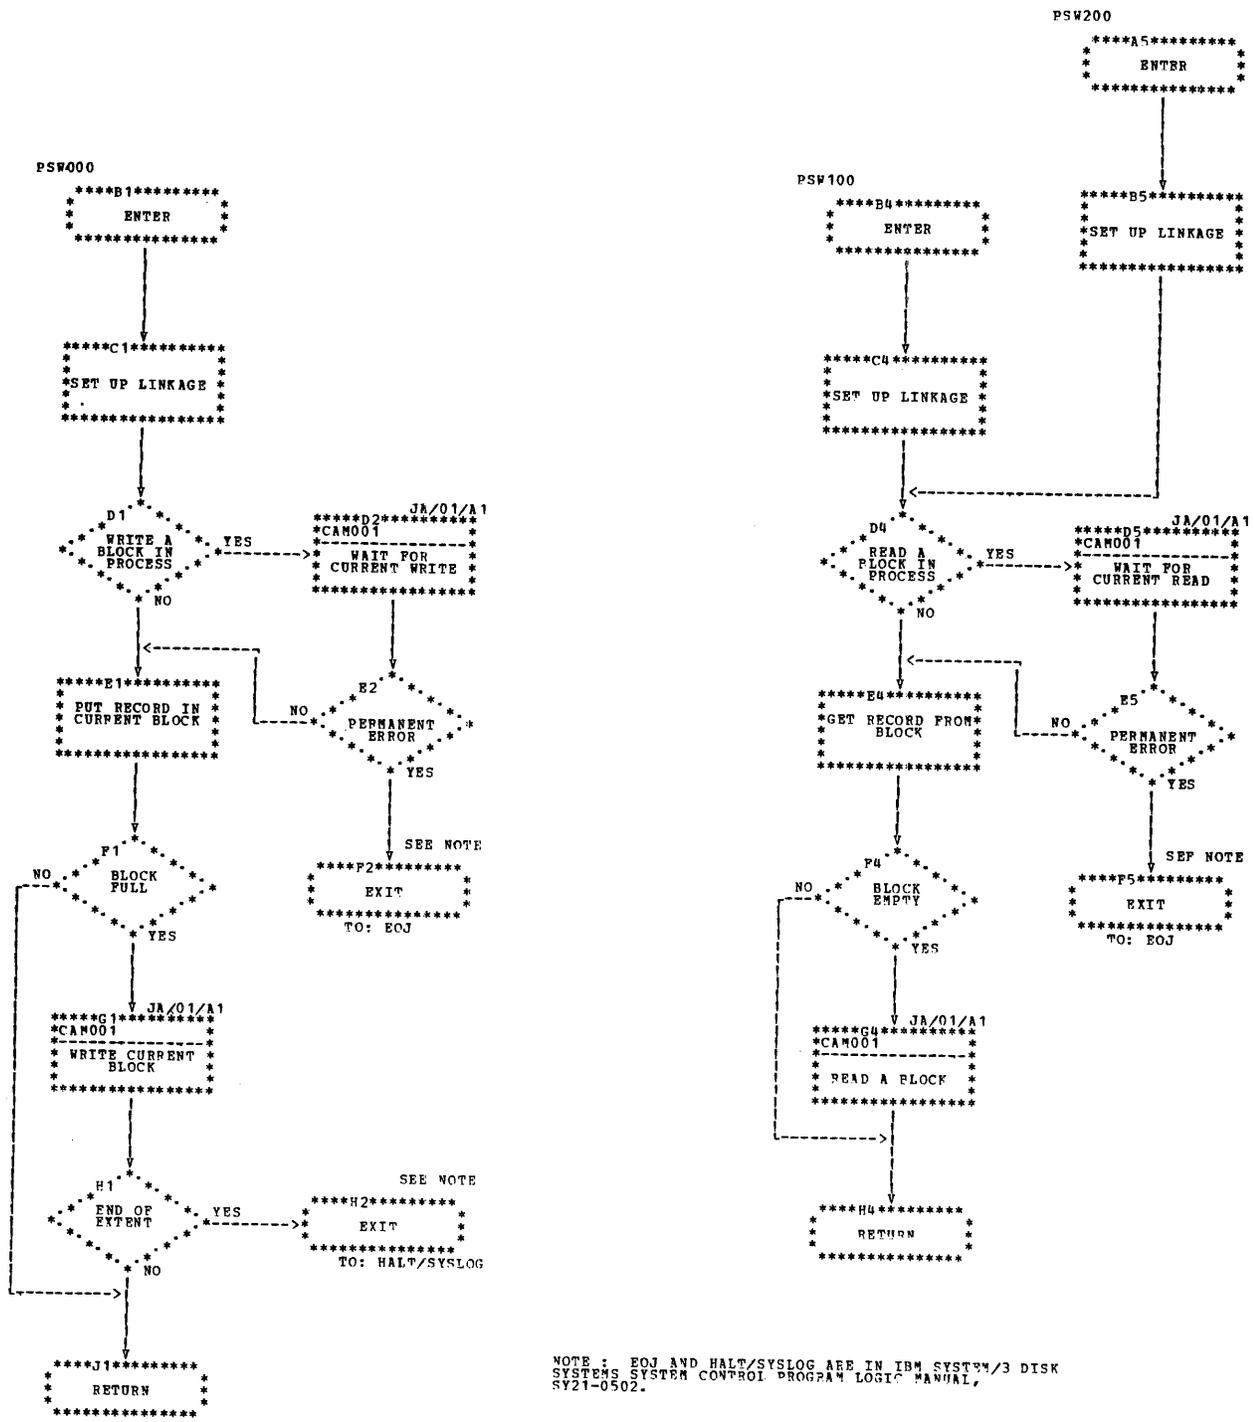 PSW200
A5
ENTER
PSW000
B1
ENTER
PSW100
B4
ENTER
B5
SET UP LINKAGE
C1
SET UP LINKAGE
C4
SET UP LINKAGE
D1
WRITE A
BLOCK IN
PROCESS
YES
NO
JA/01/A1
D2
CAM001
WAIT FOR
CURRENT WRITE
D4
READ A
BLOCK IN
PROCESS
YES
NO
JA/01/A1
D5
CAM001
WAIT FOR
CURRENT READ
E1
PUT RECORD IN
CURRENT BLOCK
E2
NO
PERMANENT
ERROR
YES
E4
GET RECORD FROM
BLOCK
E5
NO
PERMANENT
ERROR
YES
F1
NO
BLOCK
FULL
YES
SEE NOTE
F2
EXIT
TO: EOJ
F4
NO
BLOCK
EMPTY
YES
SEE NOTE
F5
EXIT
TO: EOJ
JA/01/A1
G1
CAM001
WRITE CURRENT
BLOCK
JA/01/A1
G4
CAM001
READ A BLOCK
H1
END OF
EXTENT
YES
NO
SEE NOTE
H2
EXIT
TO: HALT/SYSLOG
H4
RETURN
J1
RETURN
NOTE : EOJ AND HALT/SYSLOG ARE IN IBM SYSTEM/3 DISK
SYSTEMS SYSTEM CONTROL PROGRAM LOGIC MANUAL,
SY21-0502.